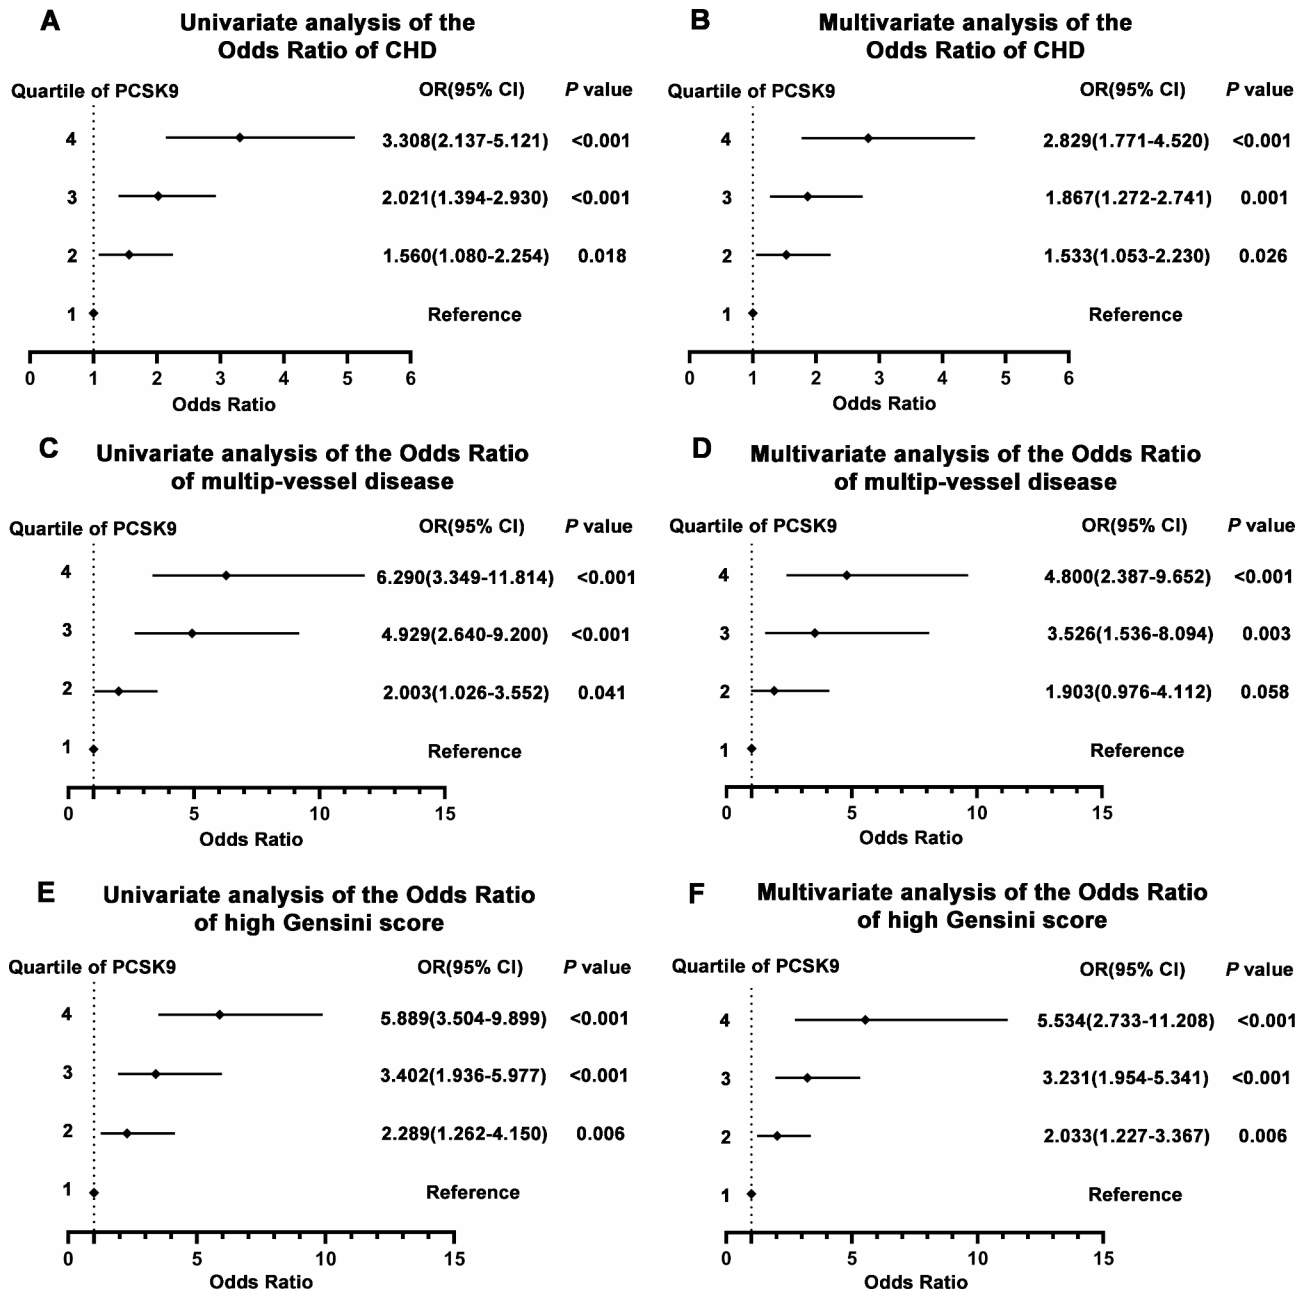 A
Univariate analysis of the
Odds Ratio of CHD
Quartile of PCSK9 OR(95% CI) P value
4 3.308(2.137-5.121) <0.001
3 2.021(1.394-2.930) <0.001
2 1.560(1.080-2.254) 0.018
1 Reference
0 1 2 3 4 5 6
Odds Ratio
B
Multivariate analysis of the
Odds Ratio of CHD
Quartile of PCSK9 OR(95% CI) P value
4 2.829(1.771-4.520) <0.001
3 1.867(1.272-2.741) 0.001
2 1.533(1.053-2.230) 0.026
1 Reference
0 1 2 3 4 5 6
Odds Ratio
C
Univariate analysis of the Odds Ratio
of multip-vessel disease
Quartile of PCSK9 OR(95% CI) P value
4 6.290(3.349-11.814) <0.001
3 4.929(2.640-9.200) <0.001
2 2.003(1.026-3.552) 0.041
1 Reference
0 5 10 15
Odds Ratio
D
Multivariate analysis of the Odds Ratio
of multip-vessel disease
Quartile of PCSK9 OR(95% CI) P value
4 4.800(2.387-9.652) <0.001
3 3.526(1.536-8.094) 0.003
2 1.903(0.976-4.112) 0.058
1 Reference
0 5 10 15
Odds Ratio
E
Univariate analysis of the Odds Ratio
of high Gensini score
Quartile of PCSK9 OR(95% CI) P value
4 5.889(3.504-9.899) <0.001
3 3.402(1.936-5.977) <0.001
2 2.289(1.262-4.150) 0.006
1 Reference
0 5 10 15
Odds Ratio
F
Multivariate analysis of the Odds Ratio
of high Gensini score
Quartile of PCSK9 OR(95% CI) P value
4 5.534(2.733-11.208) <0.001
3 3.231(1.954-5.341) <0.001
2 2.033(1.227-3.367) 0.006
1 Reference
0 5 10 15
Odds Ratio